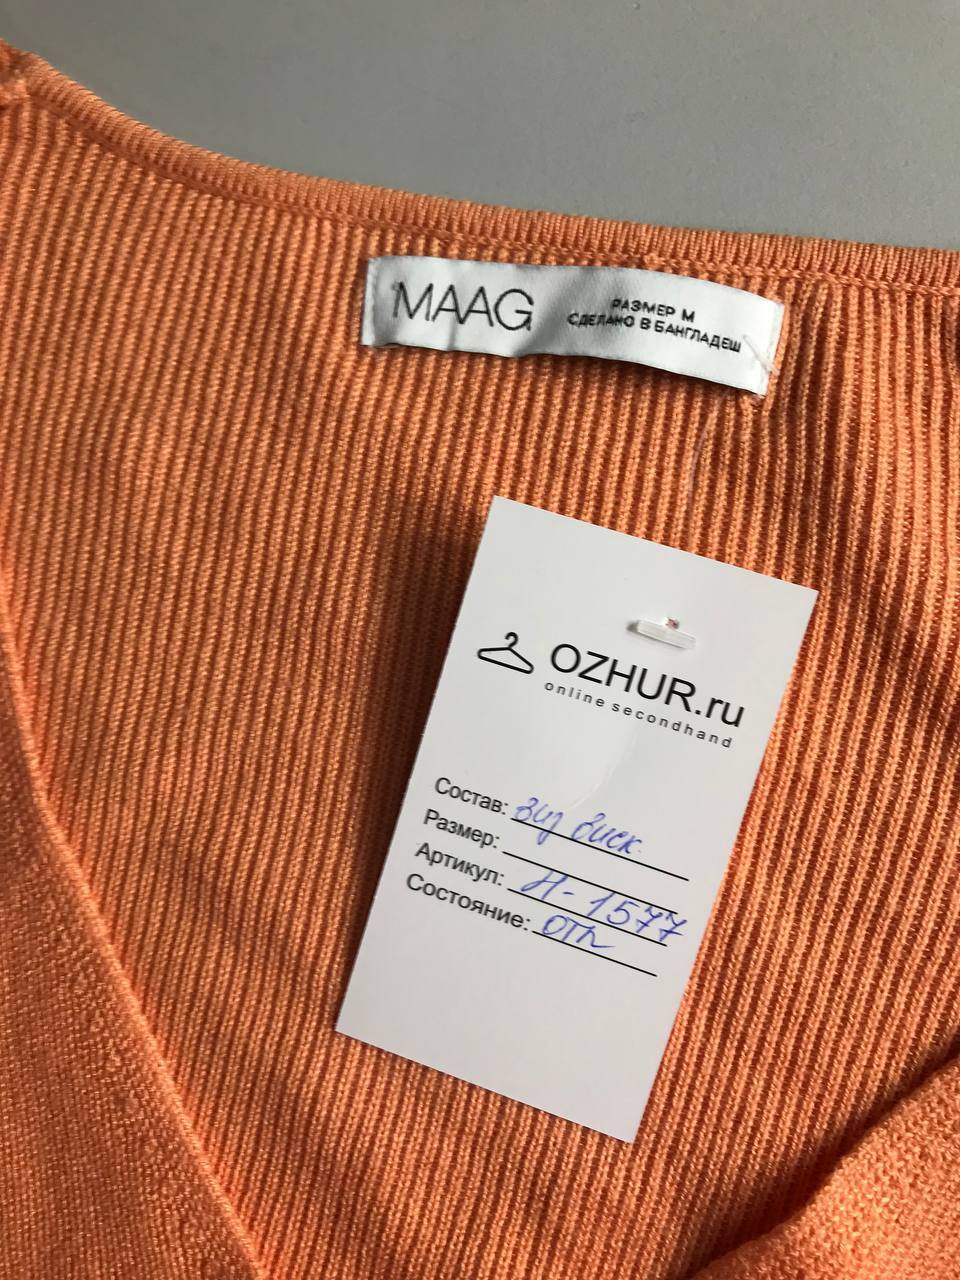 MAAG
РАЗМЕР M
СДЕЛАНО В БАНГЛАДЕШ
OZHUR.ru
online secondhand
Состав: виск.
Размер:
Артикул: Н-1577
Состояние: отл